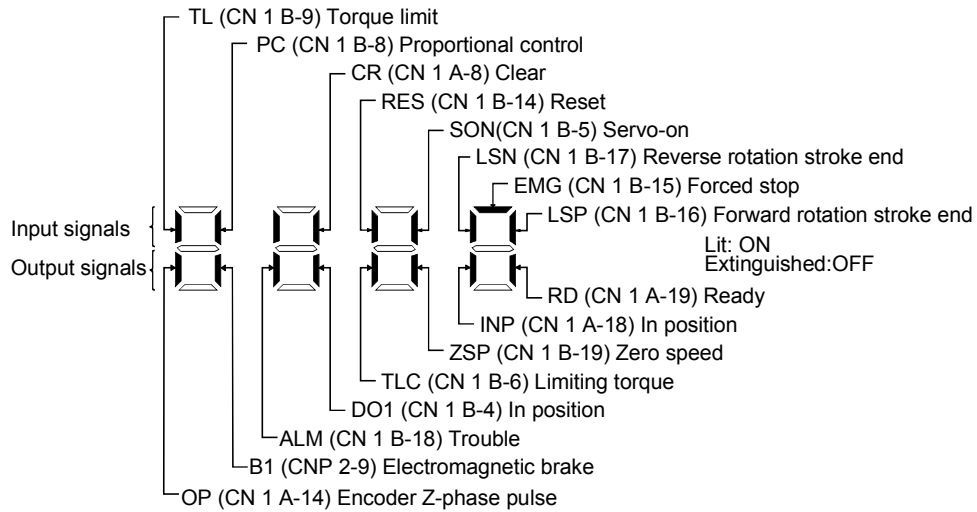 TL (CN 1 B-9) Torque limit
PC (CN 1 B-8) Proportional control
CR (CN 1 A-8) Clear
RES (CN 1 B-14) Reset
SON(CN 1 B-5) Servo-on
LSN (CN 1 B-17) Reverse rotation stroke end
EMG (CN 1 B-15) Forced stop
LSP (CN 1 B-16) Forward rotation stroke end
Input signals
Lit: ON
Extinguished:OFF
Output signals
RD (CN 1 A-19) Ready
INP (CN 1 A-18) In position
ZSP (CN 1 B-19) Zero speed
TLC (CN 1 B-6) Limiting torque
DO1 (CN 1 B-4) In position
ALM (CN 1 B-18) Trouble
B1 (CNP 2-9) Electromagnetic brake
OP (CN 1 A-14) Encoder Z-phase pulse